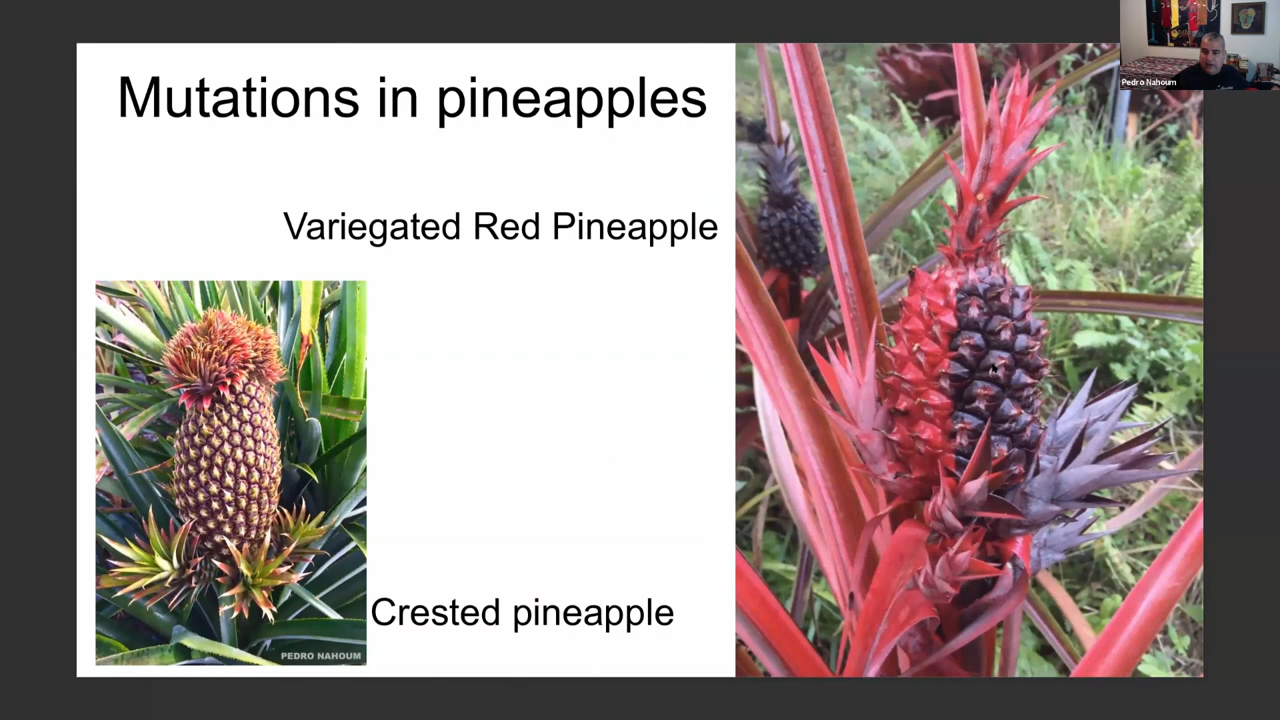 Mutations in pineapples
Variegated Red Pineapple
Crested pineapple
PEDRO NAHOUM
Pedro Nahoum